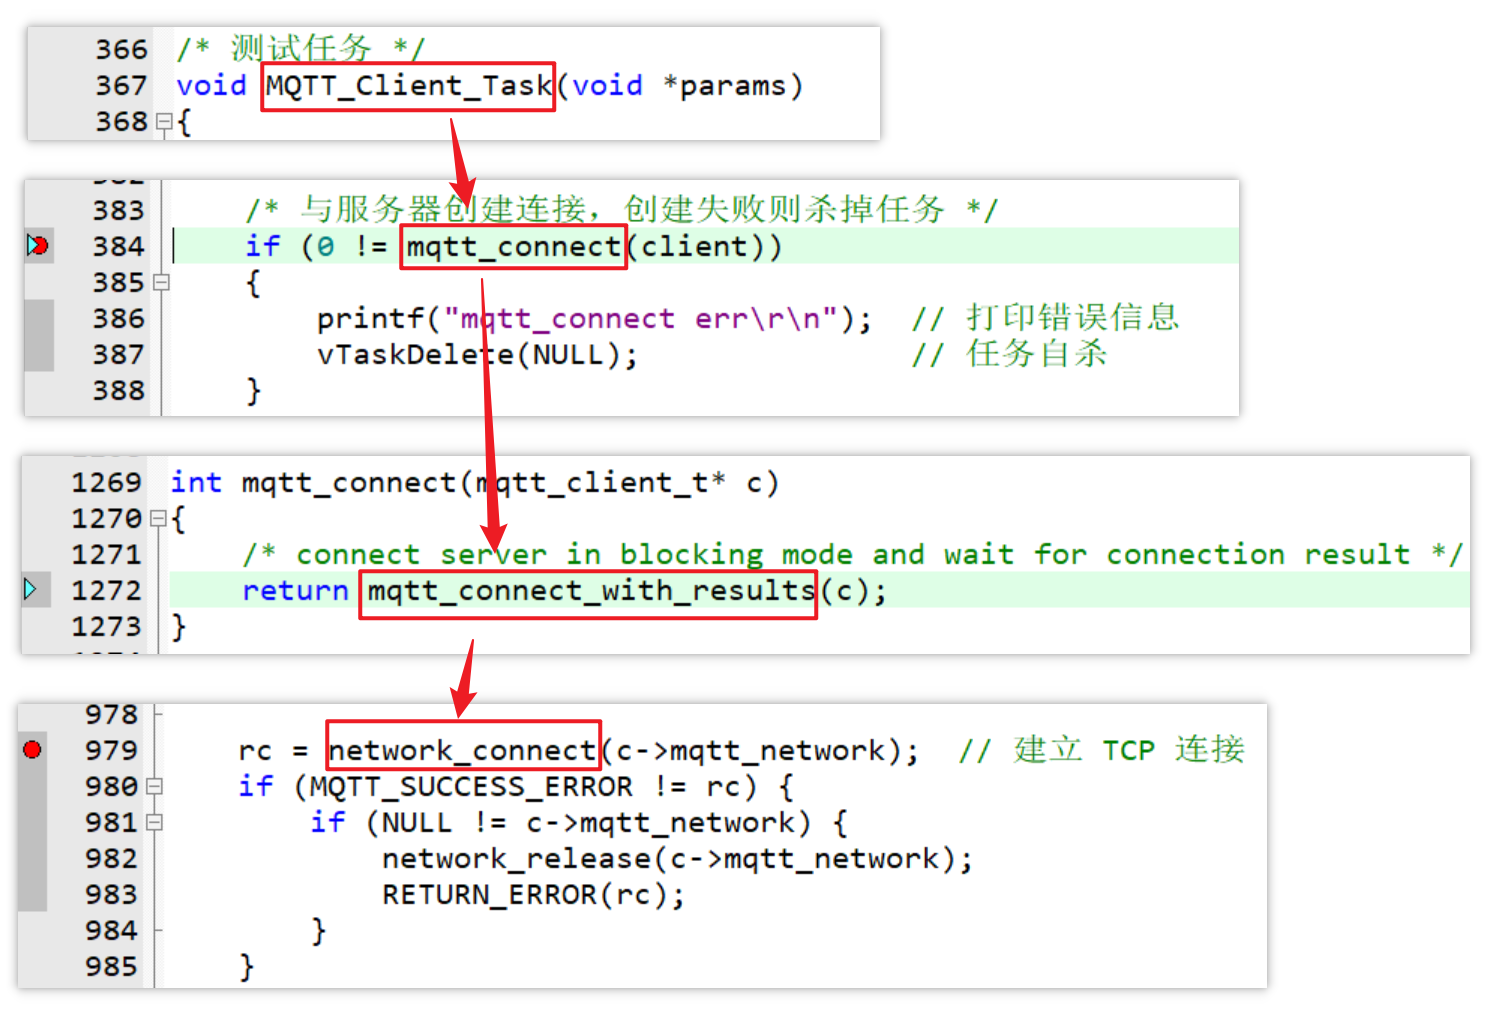 366 /* 测试任务 */
367 void MQTT_Client_Task(void *params)
368 {
383 /* 与服务器创建连接，创建失败则杀掉任务 */
384 if (0 != mqtt_connect(client))
385 {
386 printf("mqtt_connect err\r\n"); // 打印错误信息
387 vTaskDelete(NULL); // 任务自杀
388 }
1269 int mqtt_connect(mqtt_client_t* c)
1270 {
1271 /* connect server in blocking mode and wait for connection result */
1272 return mqtt_connect_with_results(c);
1273 }
978
979 rc = network_connect(c->mqtt_network); // 建立 TCP 连接
980 if (MQTT_SUCCESS_ERROR != rc) {
981 if (NULL != c->mqtt_network) {
982 network_release(c->mqtt_network);
983 RETURN_ERROR(rc);
984 }
985 }